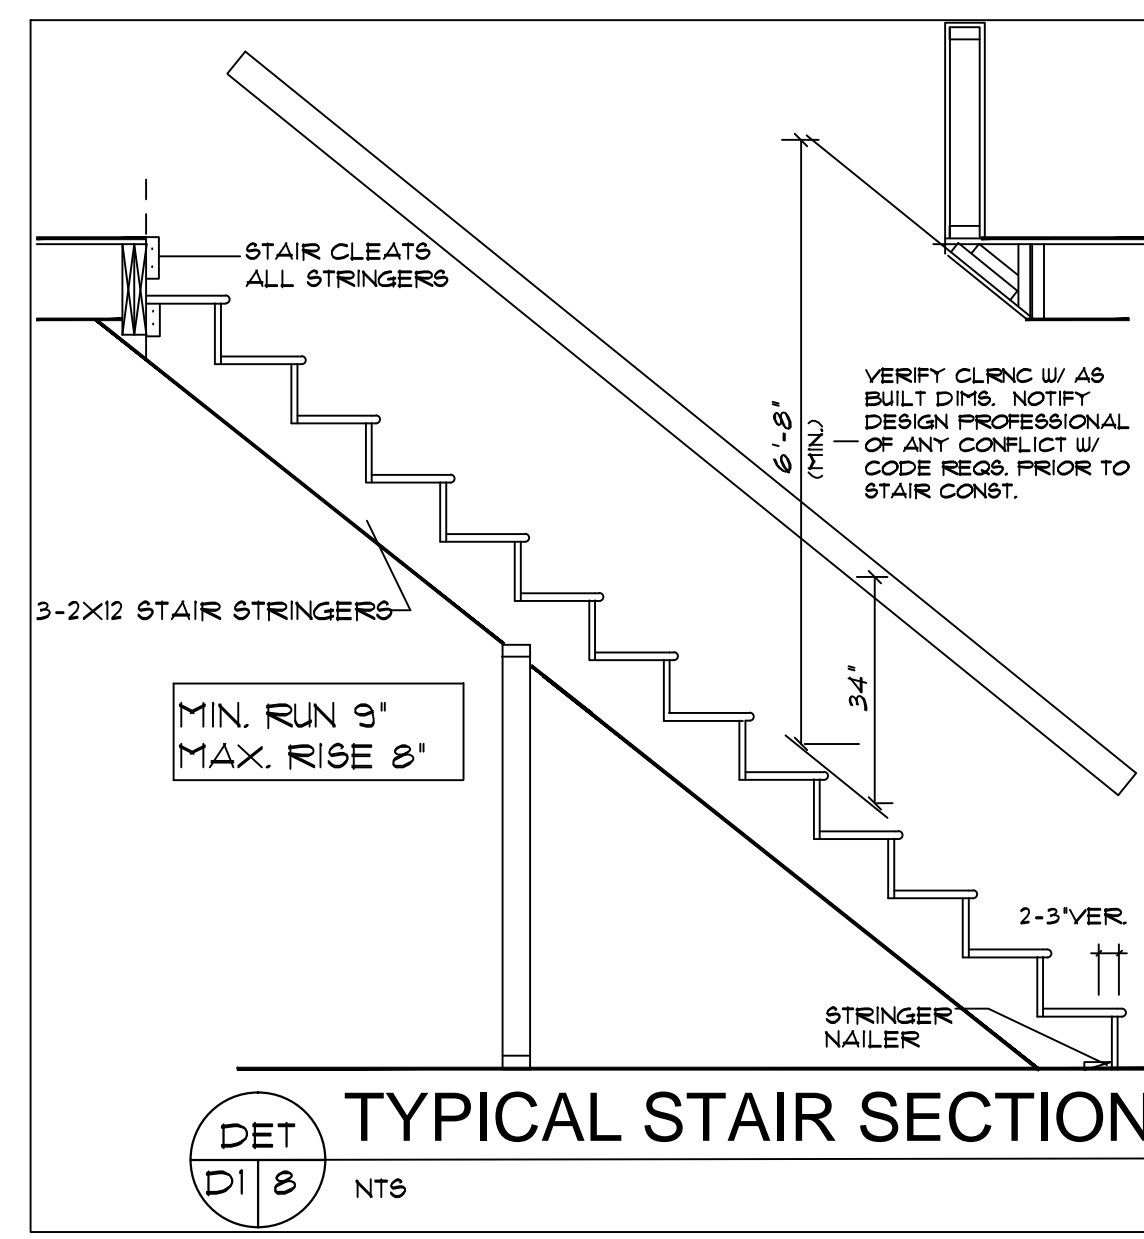 STAIR CLEATS
ALL STRINGERS
6'-8"
(MIN.)
VERIFY CLRNC W/ AS
BUILT DIMS. NOTIFY
DESIGN PROFESSIONAL
OF ANY CONFLICT W/
CODE REQS. PRIOR TO
STAIR CONST.
3-2X12 STAIR STRINGERS
34"
MIN. RUN 9"
MAX. RISE 8"
2-3"VER.
STRINGER
NAILER
DET
D1 8
TYPICAL STAIR SECTION
NTS